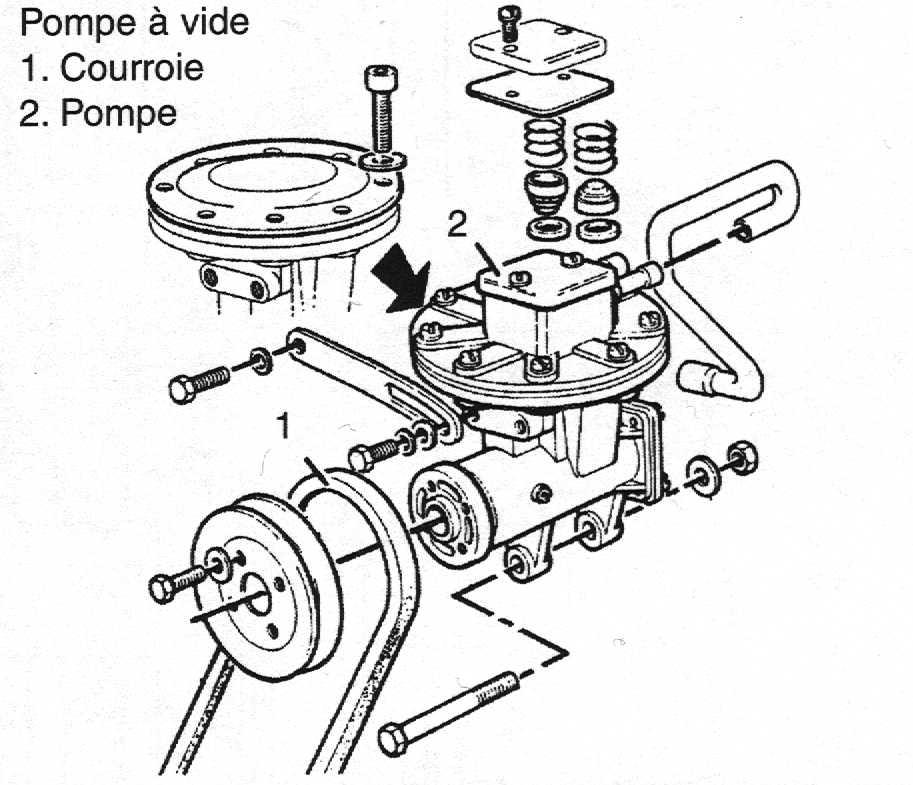 Pompe à vide
1. Courroie
2. Pompe
2
1